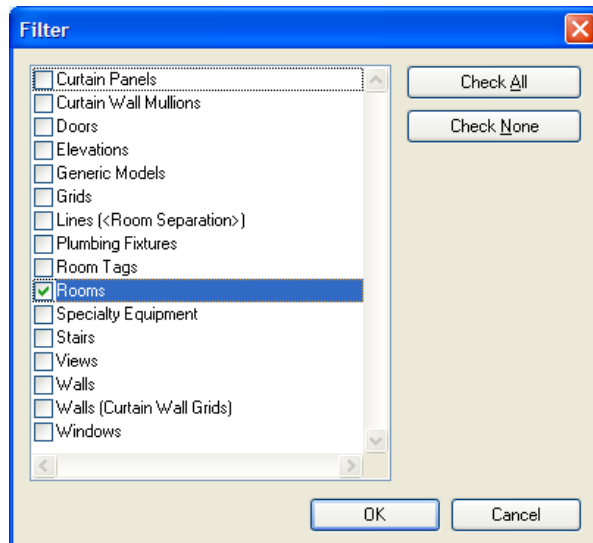 Filter
Curtain Panels
Curtain Wall Mullions
Doors
Elevations
Generic Models
Grids
Lines (<Room Separation>)
Plumbing Fixtures
Room Tags
Rooms
Specialty Equipment
Stairs
Views
Walls
Walls (Curtain Wall Grids)
Windows
Check All
Check None
OK
Cancel